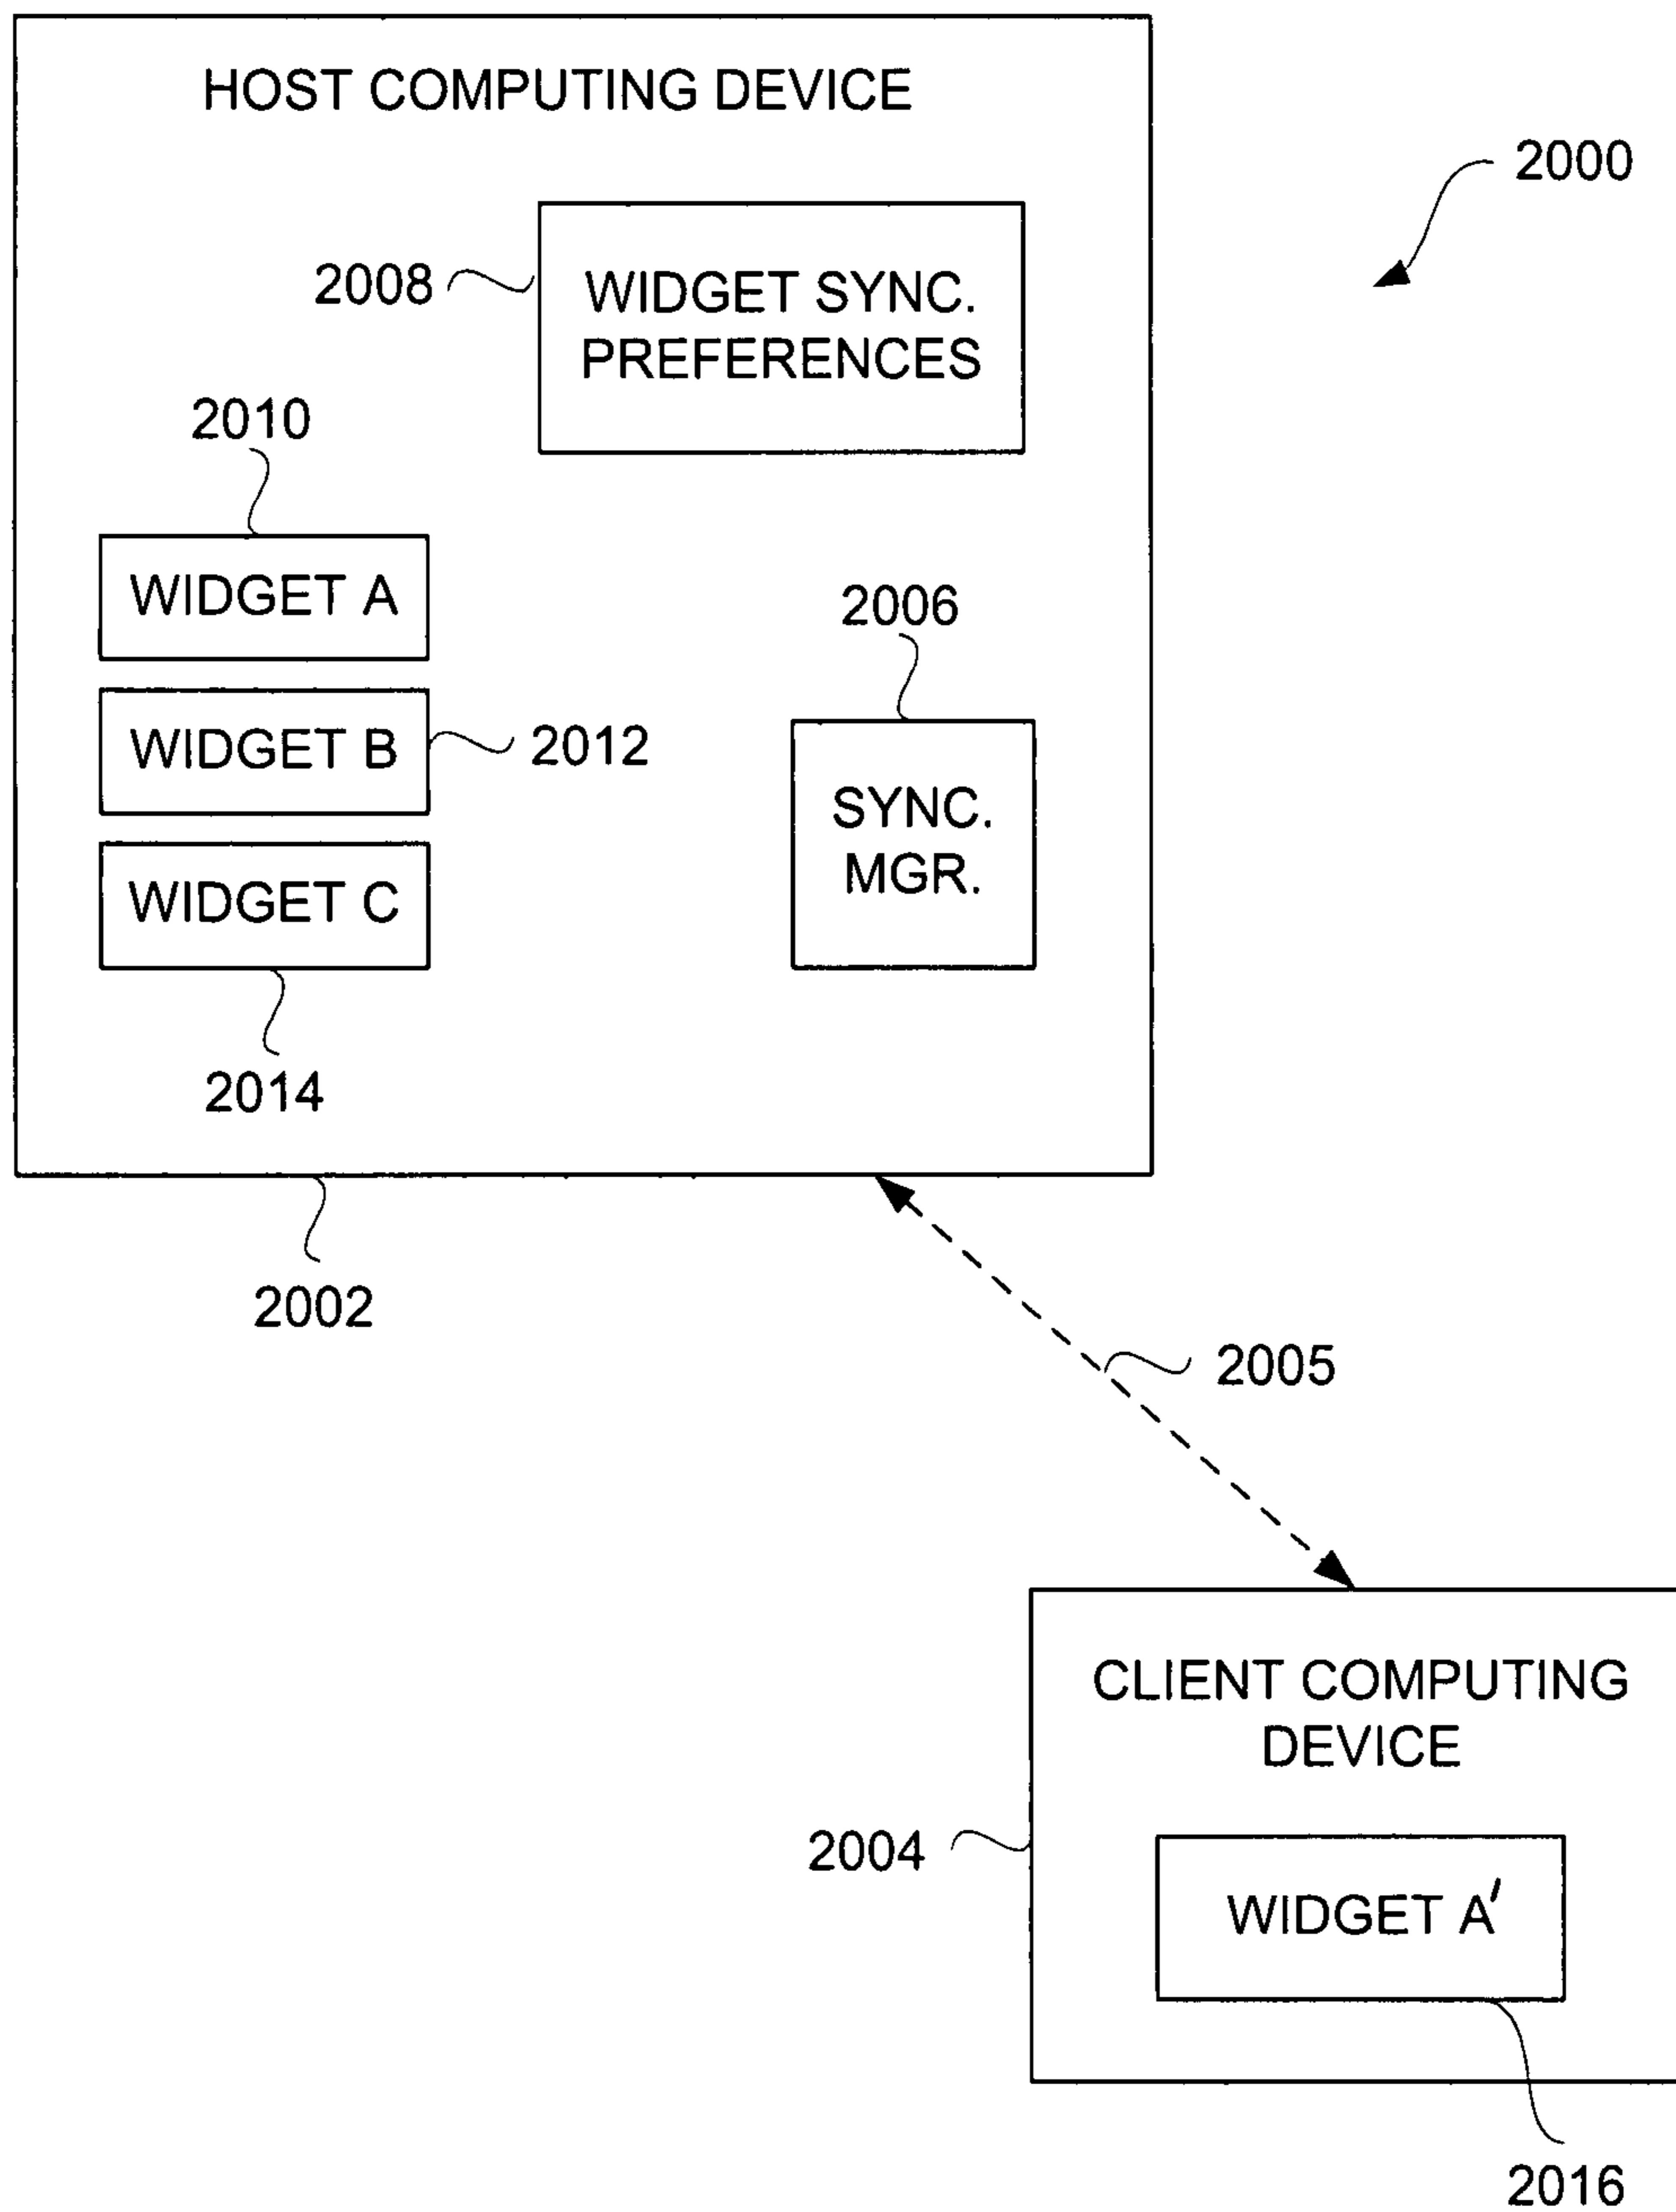 HOST COMPUTING DEVICE
2000
2008
WIDGET SYNC.
PREFERENCES
2010
WIDGET A
2006
WIDGET B
2012
SYNC.
MGR.
WIDGET C
2014
2002
2005
CLIENT COMPUTING
DEVICE
2004
WIDGET A'
2016